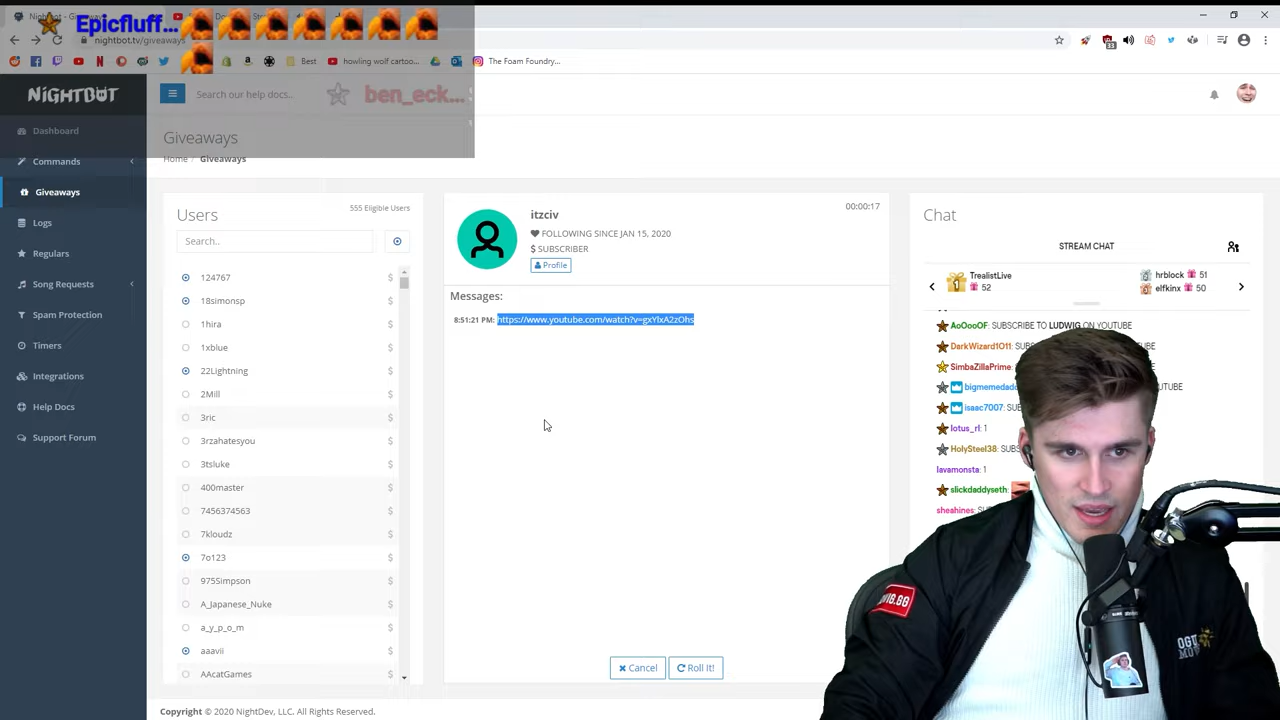 Epicfluff...
nightbot.tv/giveaways
33
Best
howling wolf cartoo...
The Foam Foundry...
NIGHTBOT
Search our help docs..
ben_eck...
Giveaways
Home / Giveaways
Dashboard
Commands
Giveaways
Logs
Regulars
Song Requests
Spam Protection
Timers
Integrations
Help Docs
Support Forum
Users
555 Eligible Users
Search..
124767 $
18simonsp $
1hira $
1xblue $
22Lightning $
2Mill $
3ric $
3rzahatesyou $
3tsluke $
400master $
7456374563 $
7kloudz $
7o123 $
975Simpson $
A_Japanese_Nuke $
a_y_p_o_m $
aaavii $
AAcatGames $
itzciv
00:00:17
FOLLOWING SINCE JAN 15, 2020
$ SUBSCRIBER
Profile
Messages:
8:51:21 PM: https://www.youtube.com/watch?v=gxYlxA2zOhs
Cancel
Roll It!
Chat
STREAM CHAT
1 TrealistLive
52
hrblock 51
elfkinx 50
AoOooOF: SUBSCRIBE TO LUDWIG ON YOUTUBE
DarkWizard1011:
SimbaZillaPrime:
bigmemedad
isaac7007: SUB
lotus_rl: 1
HolySteel38: SUBS
lavamonsta: 1
slickdaddyseth:
sheahines:
Copyright © 2020 NightDev, LLC, All Rights Reserved.